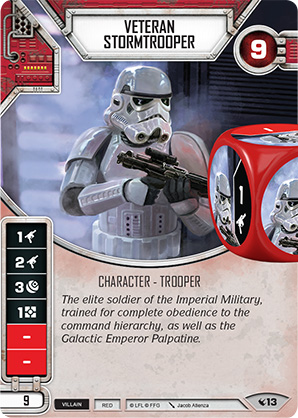 VETERAN
STORMTROOPER
9
1
2
3
1
-
-
CHARACTER - TROOPER
The elite soldier of the Imperial Military,
trained for complete obedience to the
command hierarchy, as well as the
Galactic Emperor Palpatine.
9
VILLAIN
RED
© LFL © FFG
Jacob Atienza
13